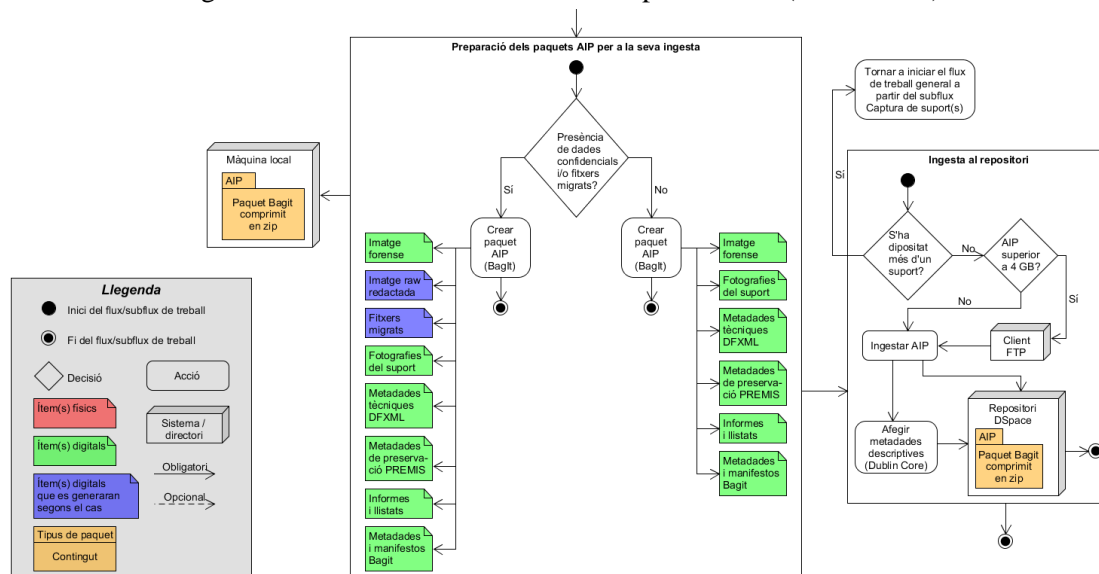 Preparació dels paquets AIP per a la seva ingesta
Presència
de dades
confidencials
i/o fitxers
migrats?
Sí
No
Crear
paquet
AIP
(BagIt)
Crear
paquet
AIP
(BagIt)
Imatge
forense
Imatge raw
redactada
Fitxers
migrats
Fotografies
del suport
Metadades
tècniques
DFXML
Metadades
de preserva-
ció PREMIS
Informes
i llistats
Metadades
i manifestos
Bagit
Imatge
forense
Fotografies
del suport
Metadades
tècniques
DFXML
Metadades
de preserva-
ció PREMIS
Informes
i llistats
Metadades
i manifestos
Bagit
Màquina local
AIP
Paquet Bagit
comprimit
en zip
Llegenda
Inici del flux/subflux de treball
Fi del flux/subflux de treball
Decisió
Acció
Ítem(s) físics
Sistema /
directori
Ítem(s) digitals
Obligatori
Ítem(s) digitals
que es generaran
segons el cas
Opcional
Tipus de paquet
Contingut
Tornar a iniciar el flux
de treball general a
partir del subflux
Captura de suport(s)
Ingesta al repositori
Sí
S'ha
dipositat
més d'un
suport?
No
AIP
superior
a 4 GB?
No
Sí
Ingestar AIP
Client
FTP
Afegir
metadades
descriptives
(Dublin Core)
Repositori
DSpace
AIP
Paquet Bagit
comprimit
en zip